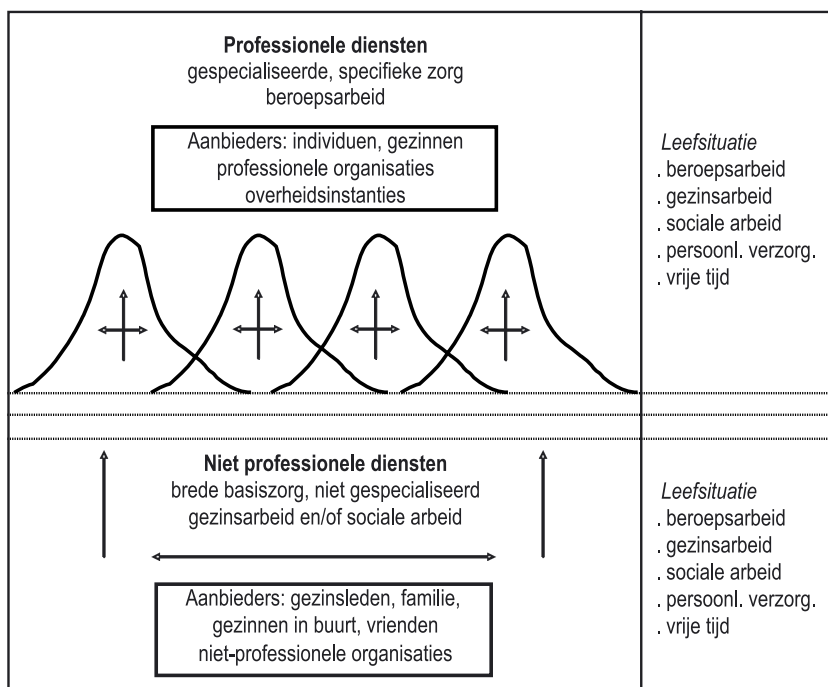 Professionele diensten
gespecialiseerde, specifieke zorg
beroepsarbeid
Aanbieders: individuen, gezinnen
professionele organisaties
overheidsinstanties
Leefsituatie
. beroepsarbeid
. gezinsarbeid
. sociale arbeid
. persoonl. verzorg.
. vrije tijd
Niet professionele diensten
brede basiszorg, niet gespecialiseerd
gezinsarbeid en/of sociale arbeid
Aanbieders: gezinsleden, familie,
gezinnen in buurt, vrienden
niet-professionele organisaties
Leefsituatie
. beroepsarbeid
. gezinsarbeid
. sociale arbeid
. persoonl. verzorg.
. vrije tijd